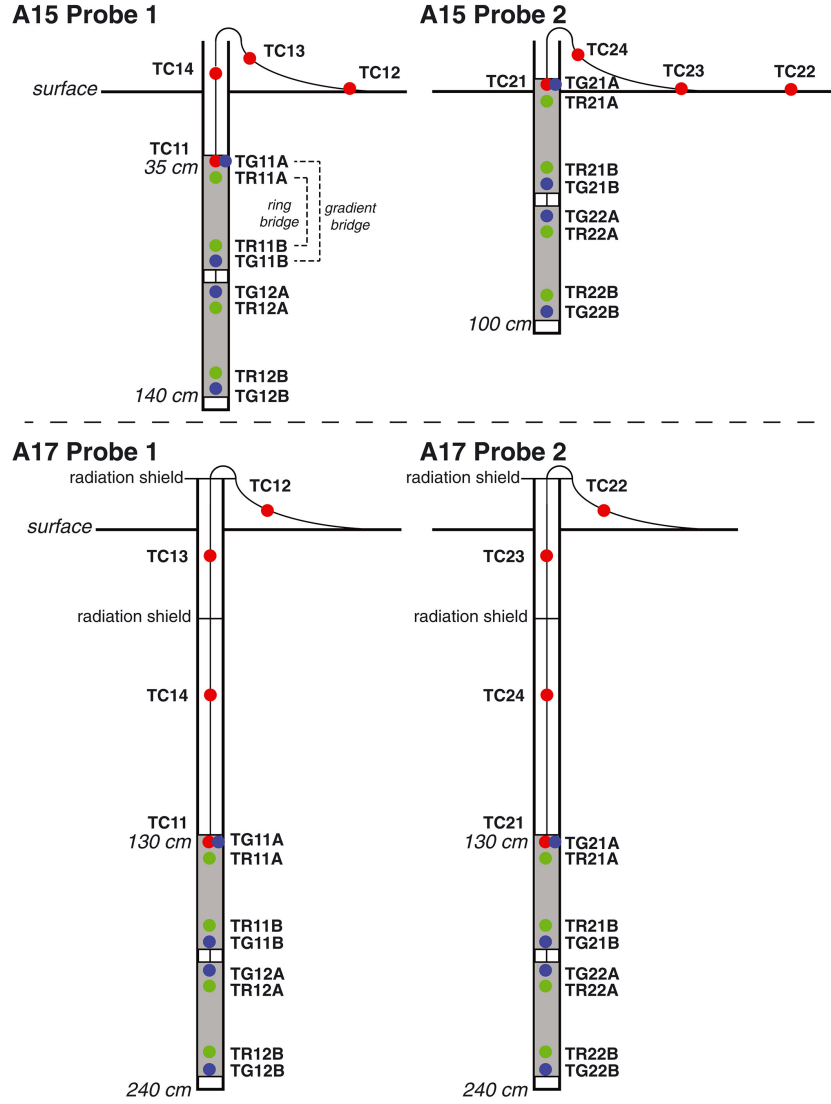 A15 Probe 1
TC13
TC14
TC12
surface
TC11
35 cm
TG11A
TR11A
ring
bridge
gradient
bridge
TR11B
TG11B
TG12A
TR12A
TR12B
140 cm
TG12B
A15 Probe 2
TC24
TC21
TG21A
TC23
TC22
TR21A
TR21B
TG21B
TG22A
TR22A
TR22B
TG22B
100 cm
A17 Probe 1
radiation shield
TC12
surface
TC13
radiation shield
TC14
TC11
130 cm
TG11A
TR11A
TR11B
TG11B
TG12A
TR12A
TR12B
TG12B
240 cm
A17 Probe 2
radiation shield
TC22
TC23
radiation shield
TC24
TC21
130 cm
TG21A
TR21A
TR21B
TG21B
TG22A
TR22A
TR22B
TG22B
240 cm